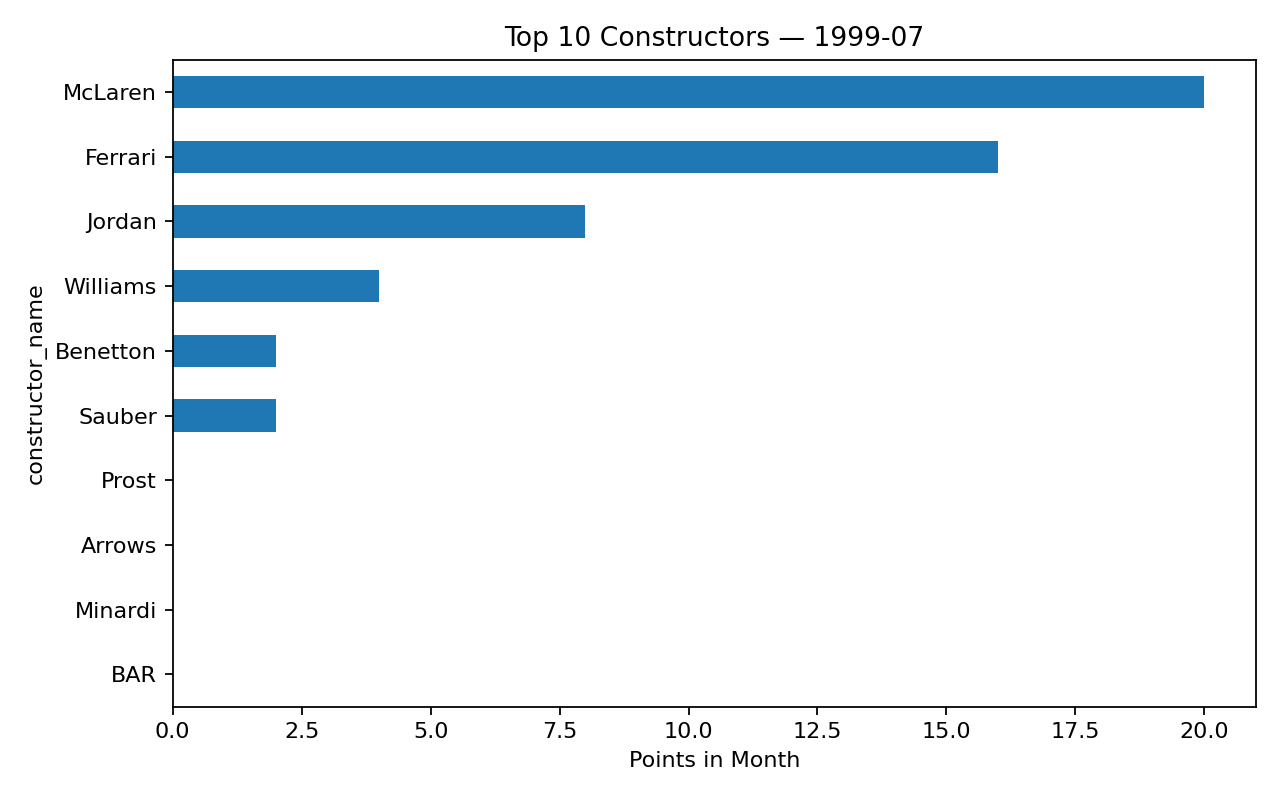 Top 10 Constructors — 1999-07
constructor_name
McLaren
Ferrari
Jordan
Williams
Benetton
Sauber
Prost
Arrows
Minardi
BAR
0.0 2.5 5.0 7.5 10.0 12.5 15.0 17.5 20.0
Points in Month